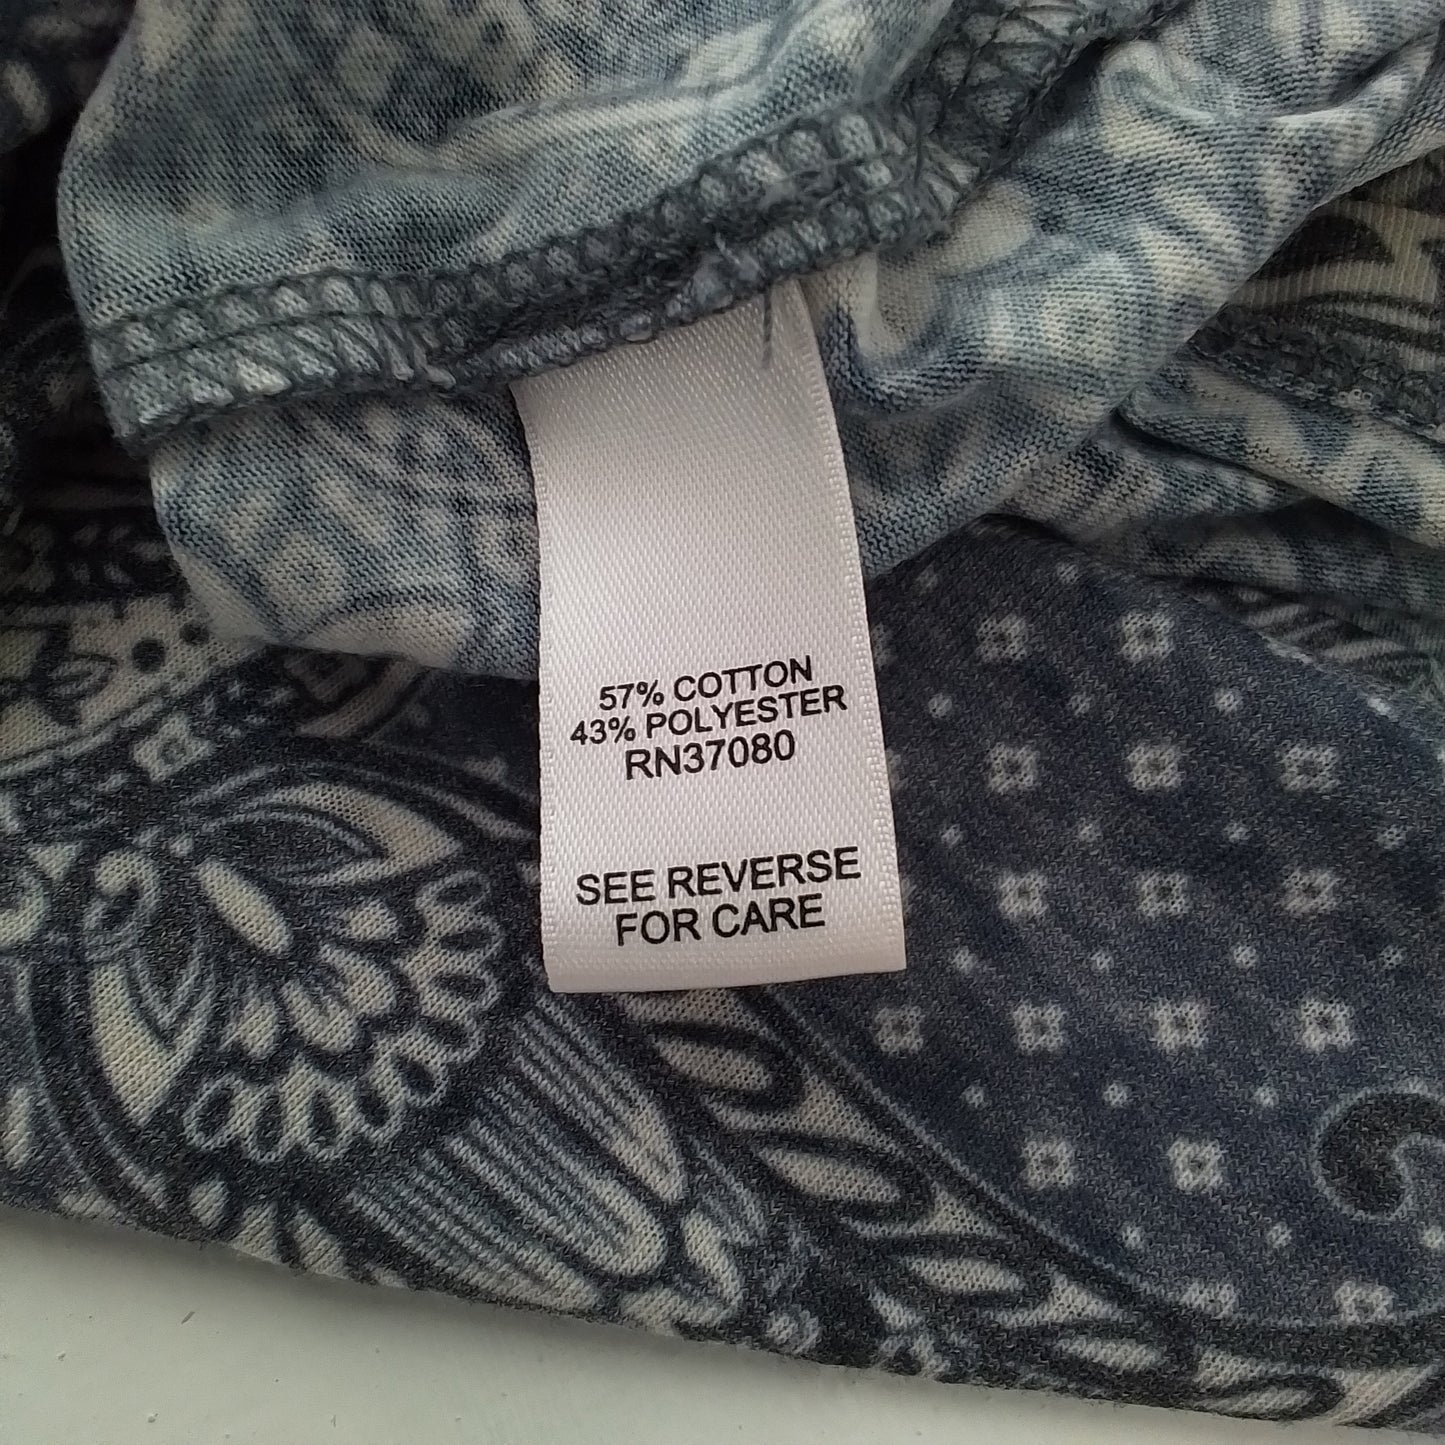 57% COTTON
43% POLYESTER
RN37080
SEE REVERSE
FOR CARE